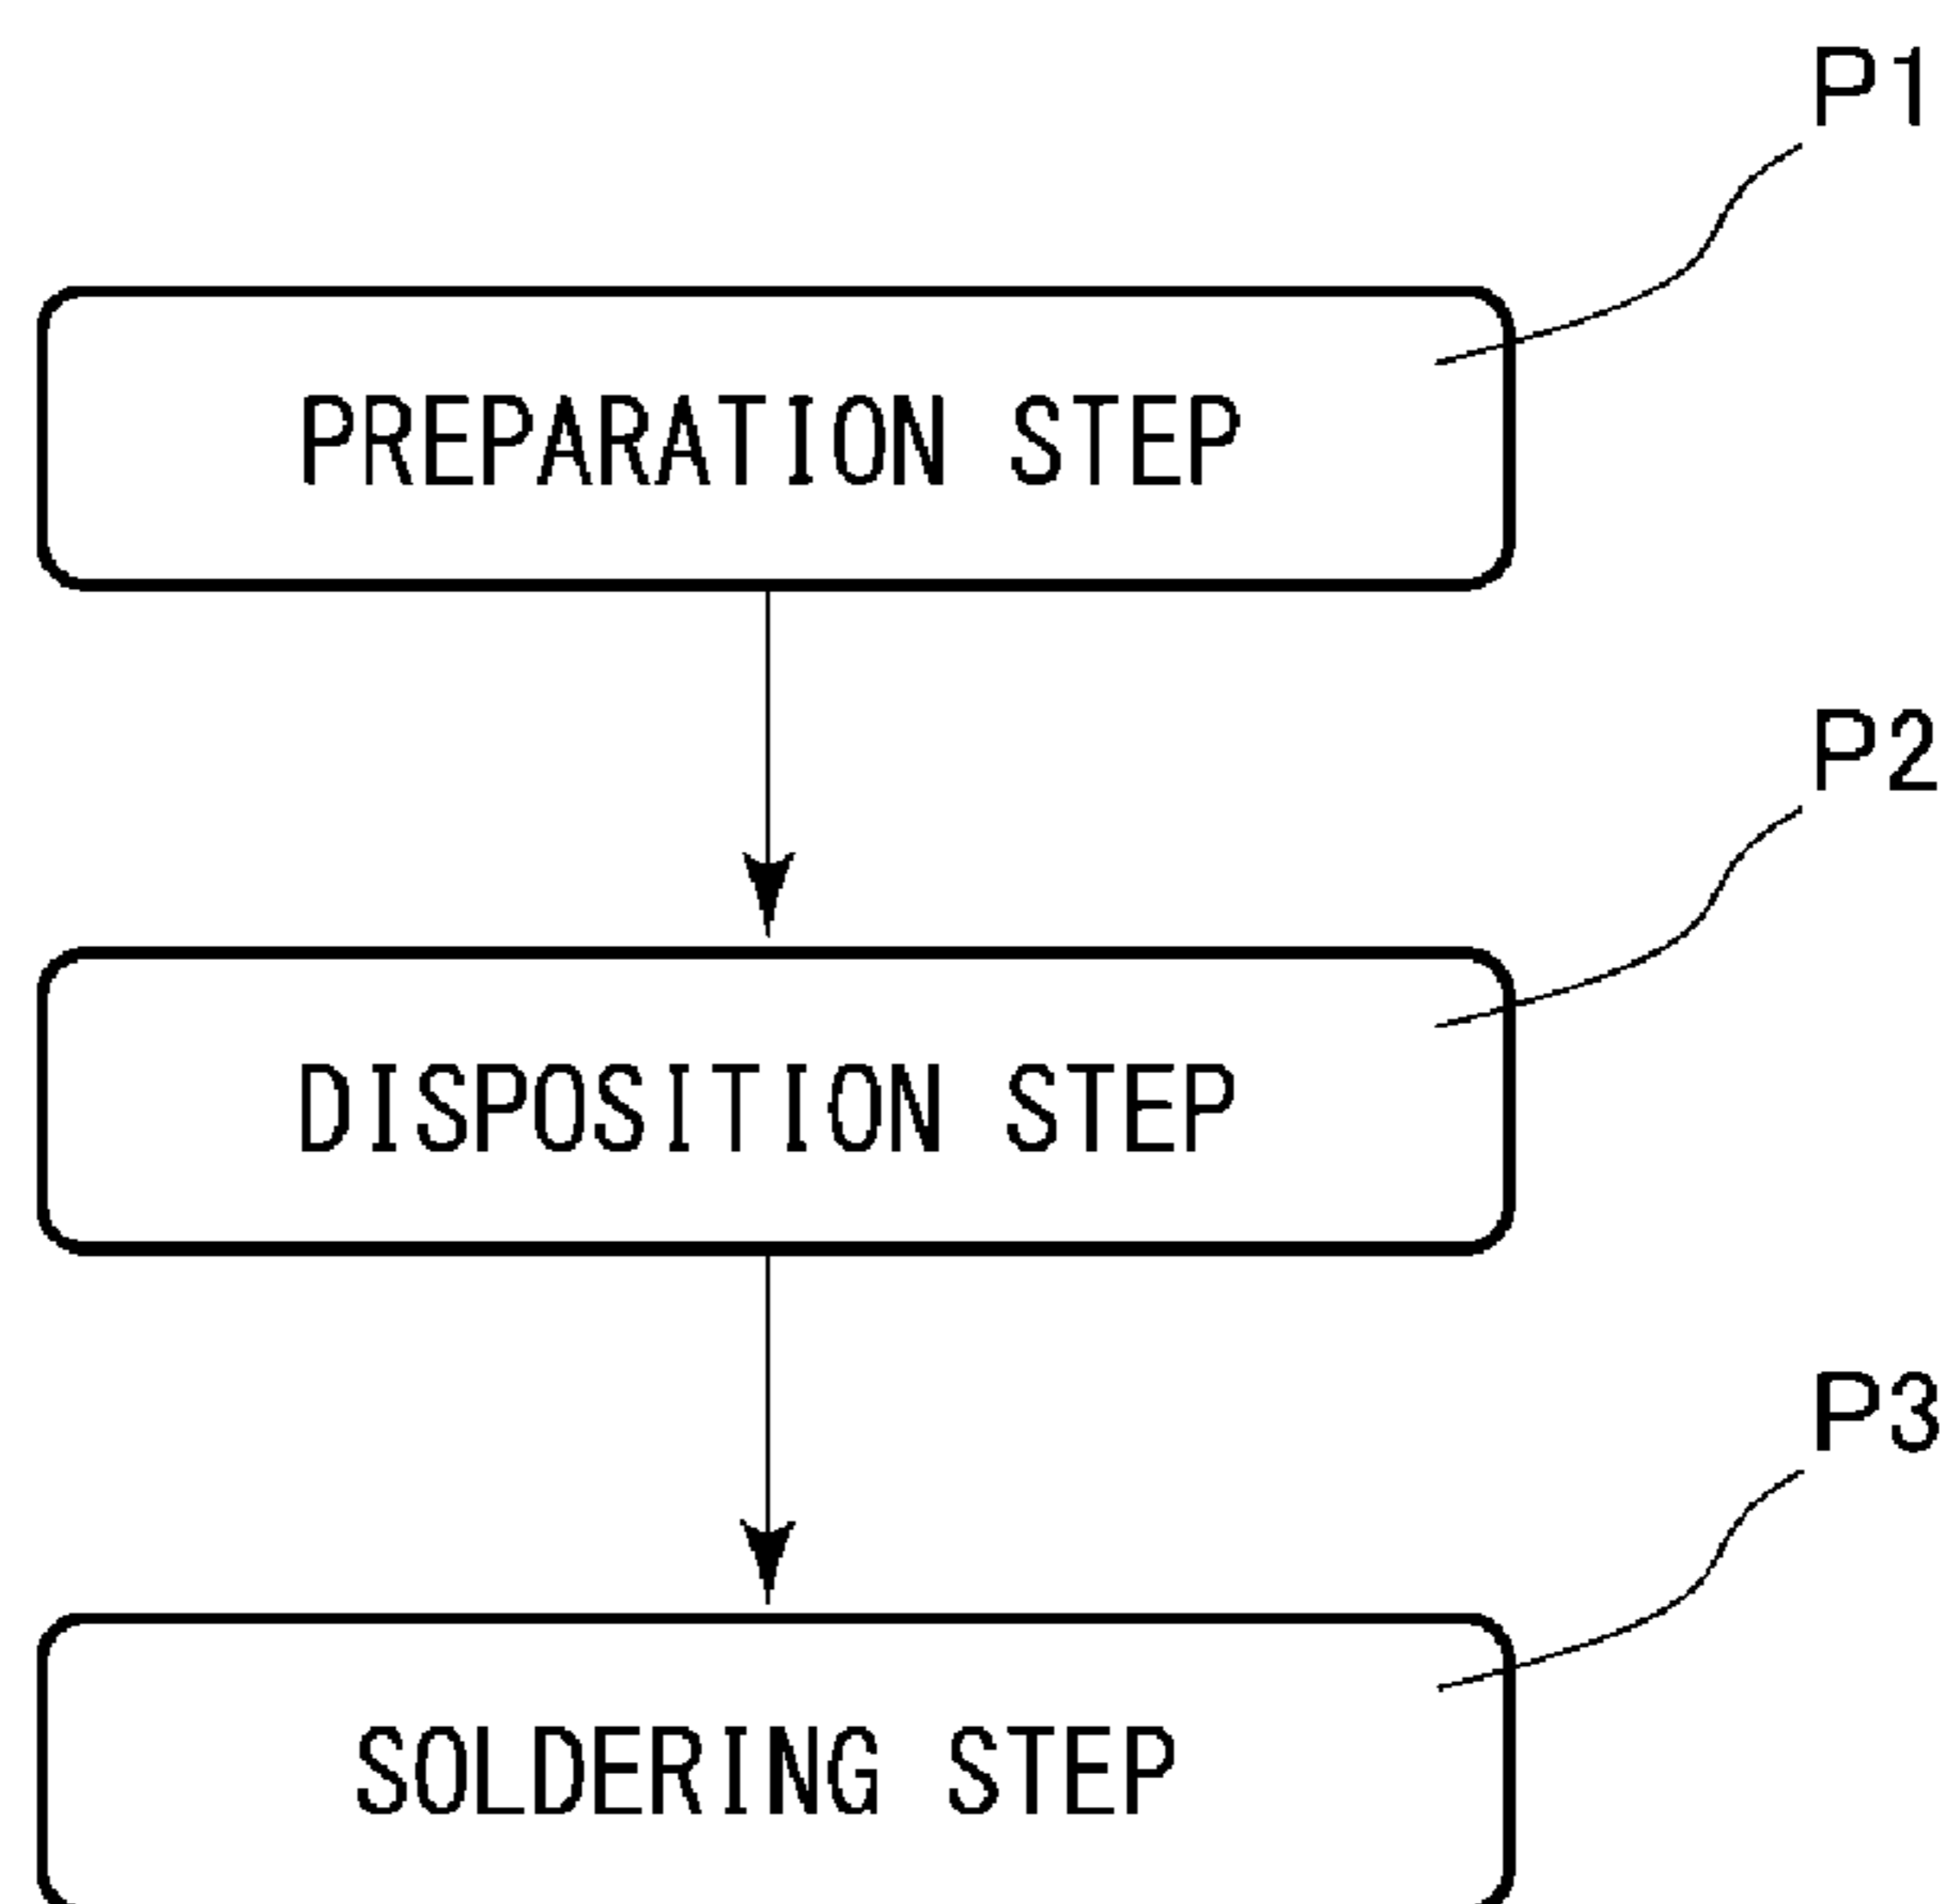 P1
PREPARATION STEP
P2
DISPOSITION STEP
P3
SOLDERING STEP